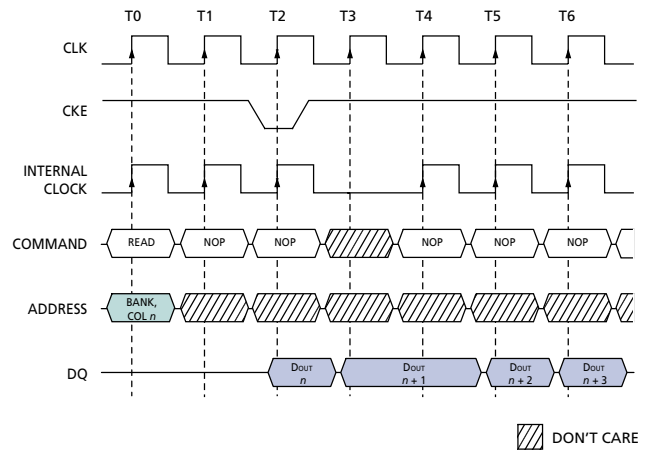 T0 T1 T2 T3 T4 T5 T6
CLK
CKE
INTERNAL
CLOCK
COMMAND READ NOP NOP NOP NOP NOP
ADDRESS BANK,
COL n
DQ DOUT DOUT DOUT DOUT
n n + 1 n + 2 n + 3
DON'T CARE